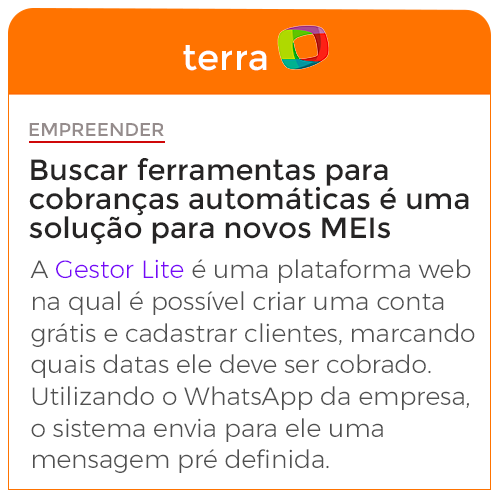 terra
EMPREENDER
Buscar ferramentas para
cobranças automáticas é uma
solução para novos MEIs
A Gestor Lite é uma plataforma web
na qual é possível criar uma conta
grátis e cadastrar clientes, marcando
quais datas ele deve ser cobrado.
Utilizando o WhatsApp da empresa,
o sistema envia para ele uma
mensagem pré definida.